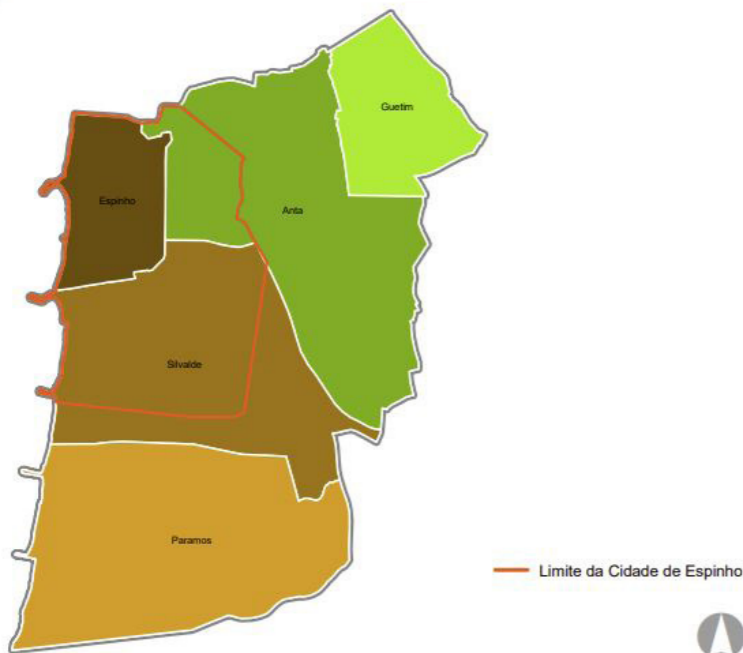 Guetim
Espinho
Anta
Silvalde
Paramos
Limite da Cidade de Espinho